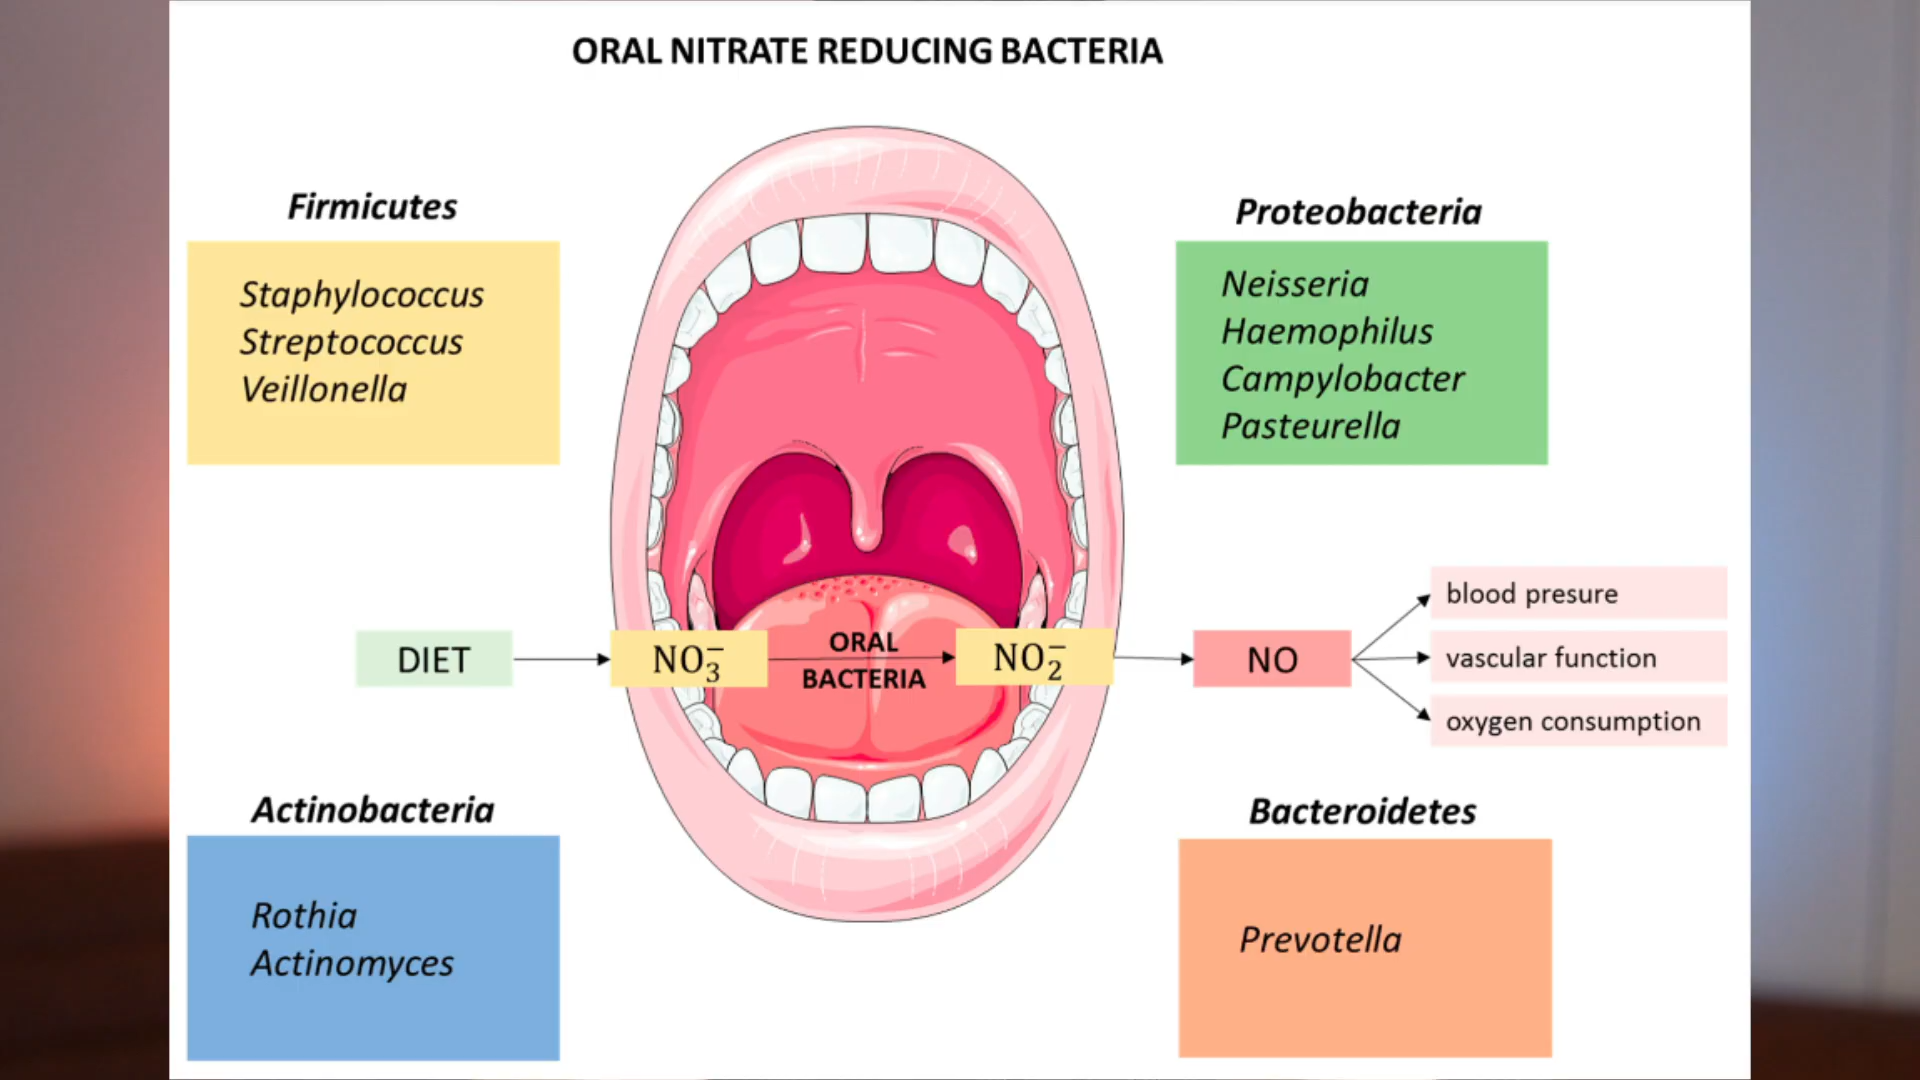 ORAL NITRATE REDUCING BACTERIA
Firmicutes
Staphylococcus
Streptococcus
Veillonella
Proteobacteria
Neisseria
Haemophilus
Campylobacter
Pasteurella
DIET
NO₃⁻
ORAL
BACTERIA
NO₂⁻
NO
blood presure
vascular function
oxygen consumption
Actinobacteria
Rothia
Actinomyces
Bacteroidetes
Prevotella